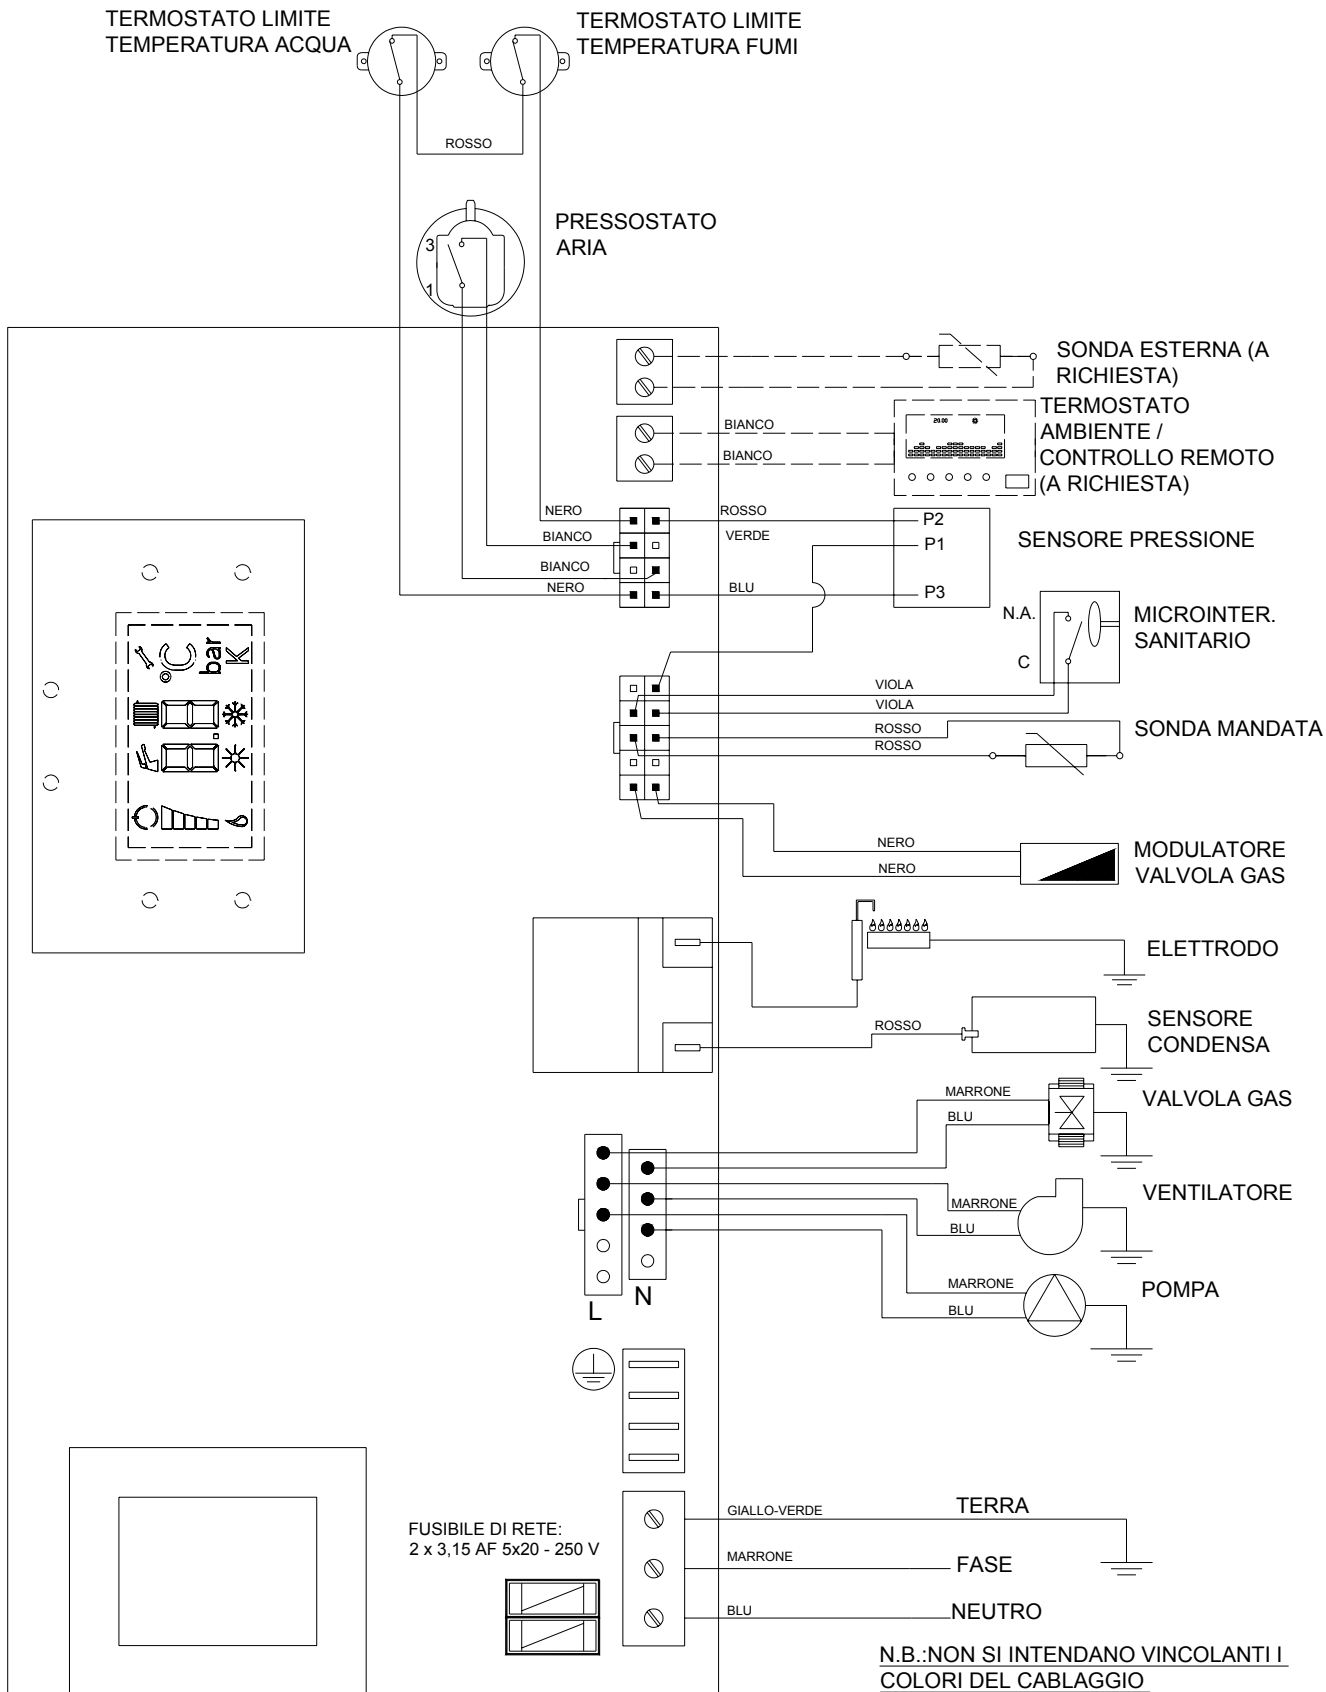 TERMOSTATO LIMITE
TEMPERATURA ACQUA
TERMOSTATO LIMITE
TEMPERATURA FUMI
ROSSO
PRESSOSTATO
ARIA
3
1
SONDA ESTERNA (A
RICHIESTA)
TERMOSTATO
AMBIENTE /
CONTROLLO REMOTO
(A RICHIESTA)
20.00
BIANCO
BIANCO
NERO
BIANCO
BIANCO
NERO
ROSSO
VERDE
BLU
P2
P1
P3
SENSORE PRESSIONE
N.A.
C
MICROINTER.
SANITARIO
°C
bar
K
VIOLA
VIOLA
ROSSO
ROSSO
SONDA MANDATA
NERO
NERO
MODULATORE
VALVOLA GAS
ELETTRODO
ROSSO
SENSORE
CONDENSA
MARRONE
BLU
VALVOLA GAS
MARRONE
BLU
VENTILATORE
MARRONE
BLU
POMPA
L
N
FUSIBILE DI RETE:
2 x 3,15 AF 5x20 - 250 V
GIALLO-VERDE
TERRA
MARRONE
FASE
BLU
NEUTRO
N.B.:NON SI INTENDANO VINCOLANTI I
COLORI DEL CABLAGGIO